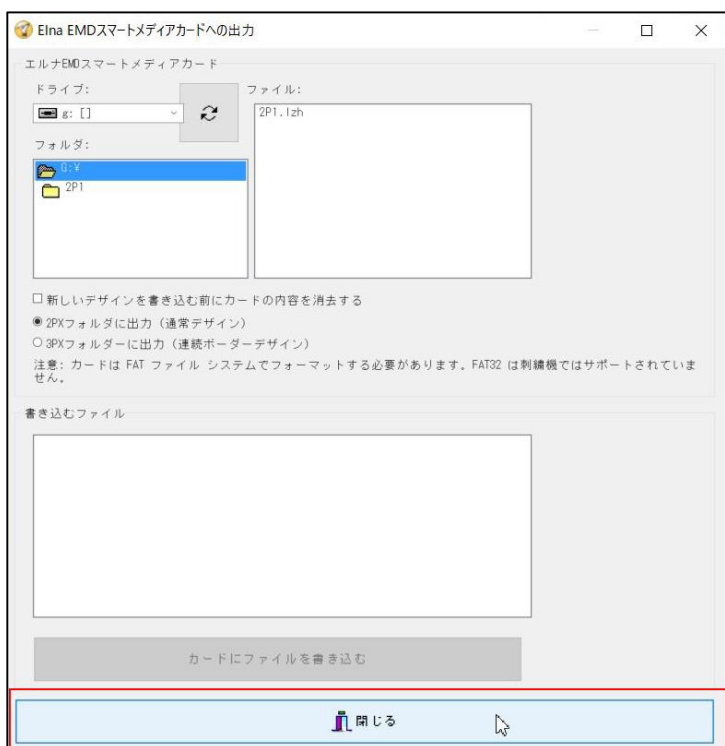 Elna EMDスマートメディアカードへの出力
エルナEMDスマートメディアカード
ドライブ:
ファイル:
g: []
2P1.lzh
フォルダ:
G:¥
2P1
新しいデザインを書き込む前にカードの内容を消去する
2PXフォルダに出力（通常デザイン）
3PXフォルダーに出力（連続ボーダーデザイン）
注意: カードは FAT ファイル システムでフォーマットする必要があります。FAT32 は刺繍機ではサポートされていま
せん。
書き込むファイル
カードにファイルを書き込む
閉じる